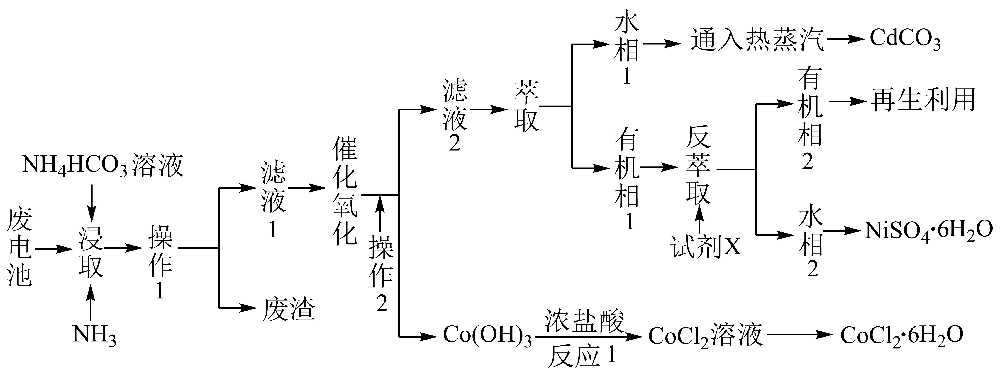 废电池
NH₄HCO₃溶液
浸取
NH₃
操作1
滤液1
废渣
催化氧化
操作2
滤液2
萃取
水相1
通入热蒸汽
CdCO₃
有机相1
反萃取
试剂X
有机相2
再生利用
水相2
NiSO₄·6H₂O
Co(OH)₃
浓盐酸
反应1
CoCl₂溶液
CoCl₂·6H₂O